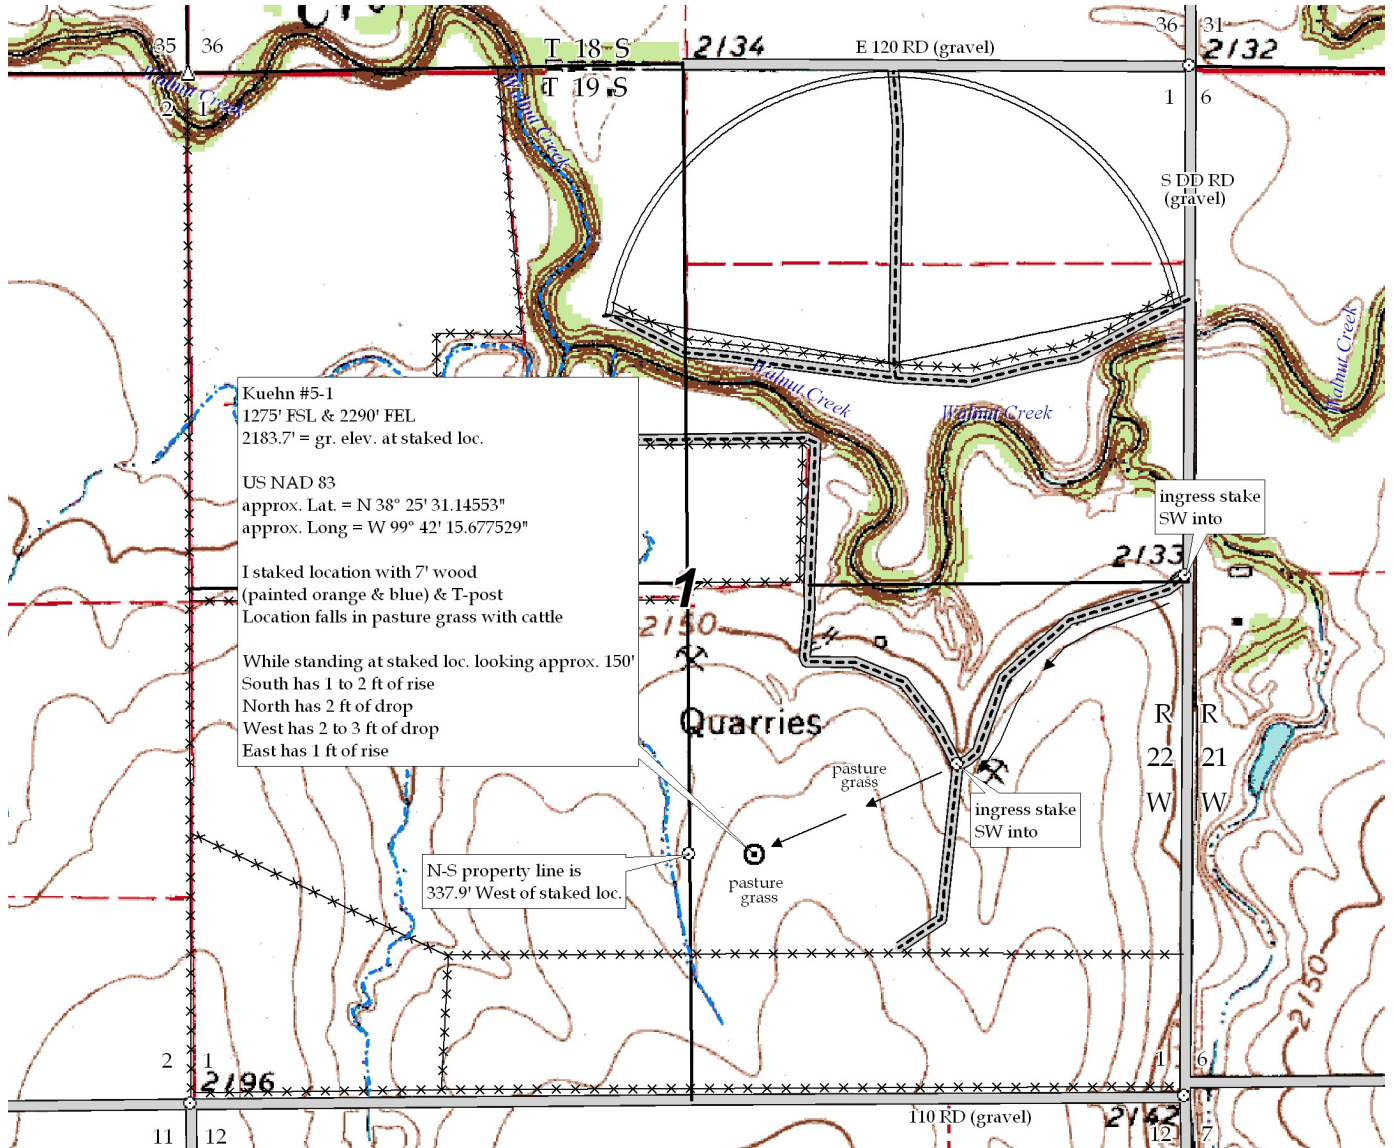 35 36
T 18 S
2134
E 120 RD (gravel)
36 31
2132
Walnut Creek
2 1
T 19 S
Walnut Creek
1 6
S DD RD
(gravel)
Walnut Creek
Walnut Creek
Walnut Creek
Kuehn #5-1
1275' FSL & 2290' FEL
2183.7' = gr. elev. at staked loc.
US NAD 83
approx. Lat. = N 38° 25' 31.14553"
approx. Long = W 99° 42' 15.677529"
I staked location with 7' wood
(painted orange & blue) & T-post
Location falls in pasture grass with cattle
While standing at staked loc. looking approx. 150'
South has 1 to 2 ft of rise
North has 2 ft of drop
West has 2 to 3 ft of drop
East has 1 ft of rise
ingress stake
SW into
2133
1
2150
Quarries
R R
22 21
W W
pasture
grass
ingress stake
SW into
N-S property line is
337.9' West of staked loc.
pasture
grass
2150
2 1
2196
1 6
110 RD (gravel)
2142
11 12
12 7